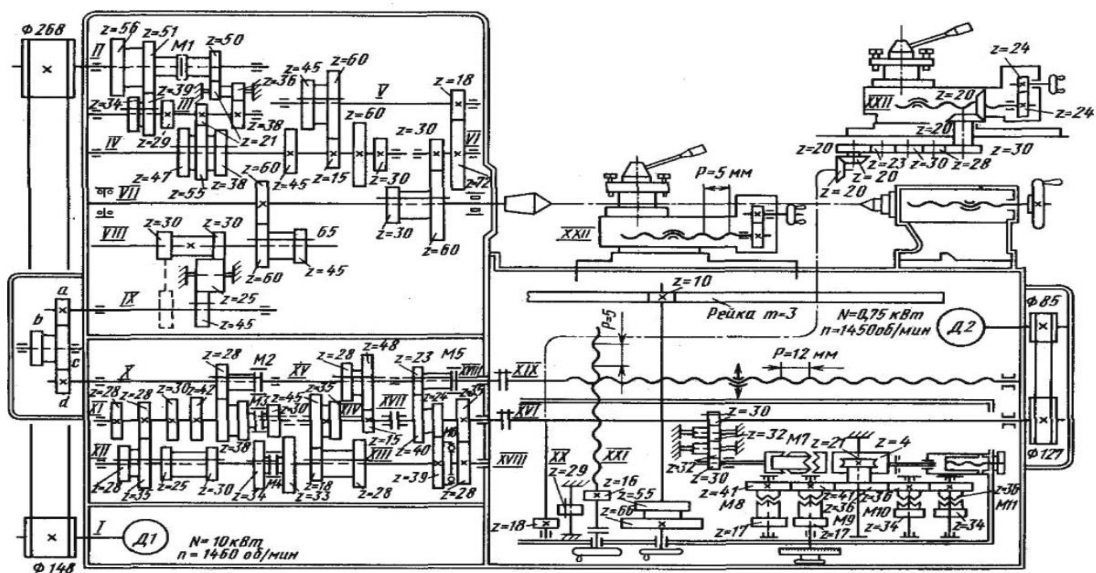 Ф268
II
z=56
z=51
M1
z=50
z=39
z=34
z=36
III
z=29
z=38
z=21
IV
z=47
z=55
z=38
z=60
z=45
z=45
z=60
V
z=18
z=60
z=30
VI
z=15
z=30
z=72
VII
z=30
z=60
VIII
z=30
z=30
65
z=60
z=45
z=25
IX
z=45
a
b
c
d
X
z=28
M2
XV
z=28
z=48
z=23
M5
XVIII
XIX
z=28
z=28
z=30
z=42
XI
z=45
z=30
z=35
XIV
XVII
z=24
z=35
XVI
z=38
z=15
z=40
XII
z=28
z=35
z=25
z=30
z=34
z=18
z=33
XIII
z=28
z=39
z=28
XVIII
I
Д1
N=10кВт
n=1460 об/мин
Ф148
P=5 мм
XXII
z=24
XXII
z=20
z=24
z=20
z=20
z=23
z=30
z=28
z=30
z=20
z=20
z=10
Рейка m=3
N=0,75 кВт
n=1450об/мин
Д2
Ф85
P=5
P=12 мм
Ф127
z=30
z=32
z=32
z=30
M7
z=21
z=4
XX
z=29
XXI
z=16
z=55
z=66
z=18
z=41
M8
z=17
z=41
z=36
z=36
M9
z=17
M10
z=34
z=36
M11
z=34